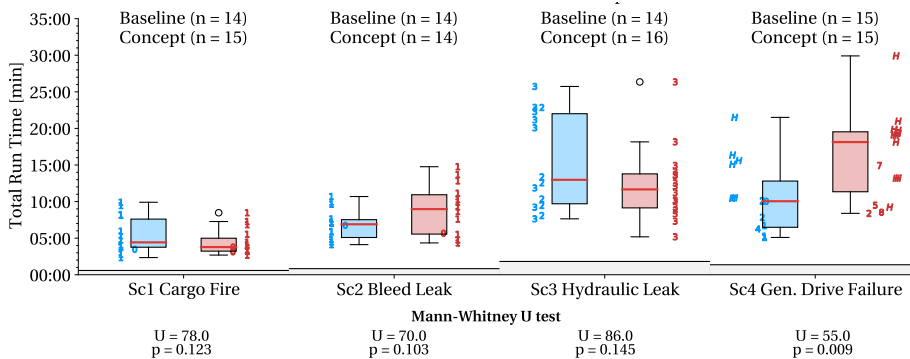 Baseline (n = 14)
Concept (n = 15)
Baseline (n = 14)
Concept (n = 14)
Baseline (n = 14)
Concept (n = 16)
Baseline (n = 15)
Concept (n = 15)
Total Run Time [min]
35:00
30:00
25:00
20:00
15:00
10:00
05:00
00:00
Sc1 Cargo Fire
Sc2 Bleed Leak
Sc3 Hydraulic Leak
Sc4 Gen. Drive Failure
Mann-Whitney U test
U = 78.0
p = 0.123
U = 70.0
p = 0.103
U = 86.0
p = 0.145
U = 55.0
p = 0.009